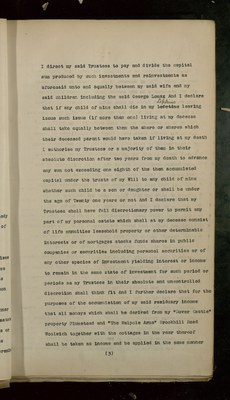 I direct my said Trustees to pay and divide the capital
sum produced by such investments and reinvestments as
aforesaid unto and equally between my said wife and my
said children including the said George Loosy And I declare
that if any child of mine shall die in my lifetime leaving
issue such issue (if more than one) living at my decease
shall take equally between them the share or shares which
their deceased parent would have taken if living at my death
I authorise my Trustees or a majority of them in their
absolute discretion after two years from my death to advance
any sum not exceeding one eighth of the then accumulated
capital under the trusts of my Will to any child of mine
whether such child be a son or daughter or shall be under
the age of Twenty one years or not And I declare that my
Trustees shall have full discretionary power to permit any
part of my personal estate which shall at my decease consist
of life annuities leasehold property or other determinable
interests or of mortgages stocks funds shares in public
companies or securities including personal securities or of
any other species of investment yielding interest or income
to remain in the same state of investment for such period or
periods as my Trustees in their absolute and uncontrolled
discretion shall think fit And I further declare that for the
purposes of the accumulation of my said residuary income
that all moneys which shall be derived from my
property Plumstead and "The Walpole Arms" Brookhill Road
Woolwich together with the cottages in the rear thereof
shall be taken as income and be applied in the same manner
(3)